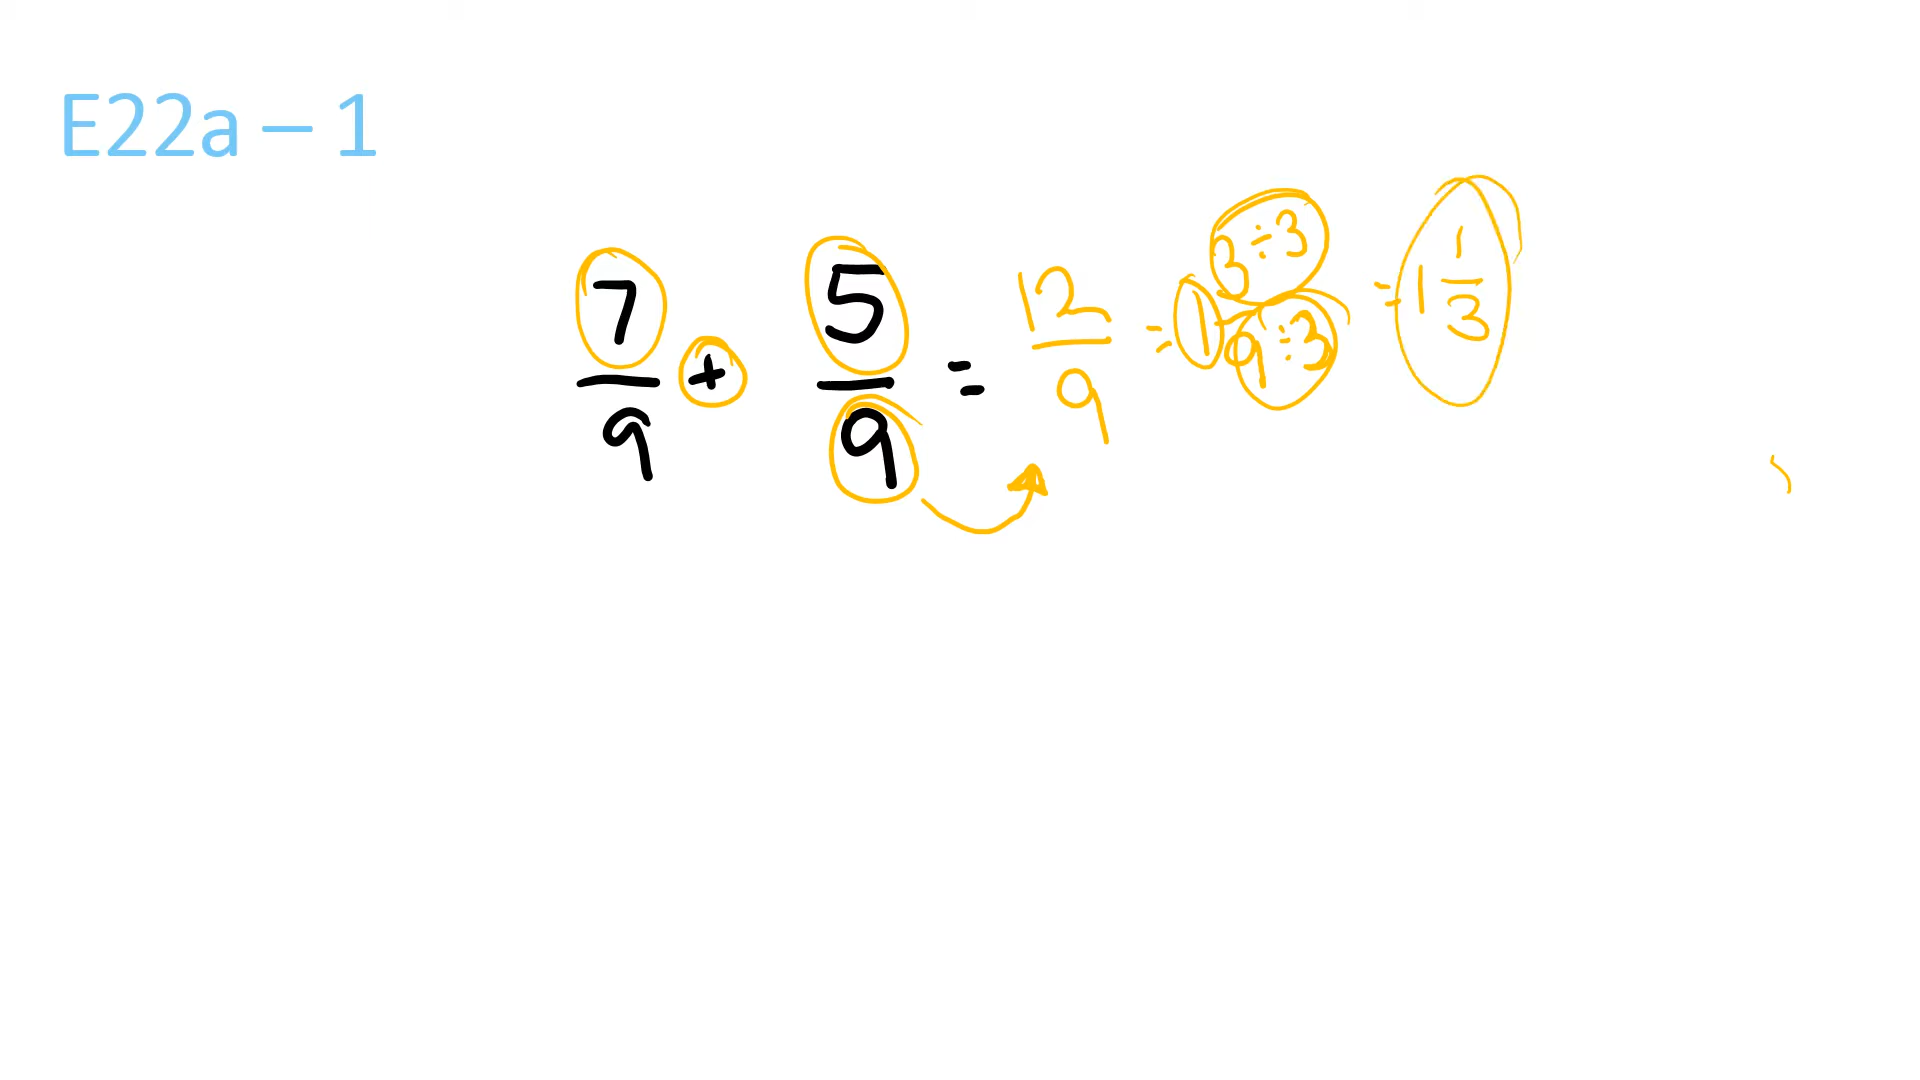 E22a – 1
7/9 + 5/9 = 12/9 = 1 3÷3/9÷3 = 1 1/3